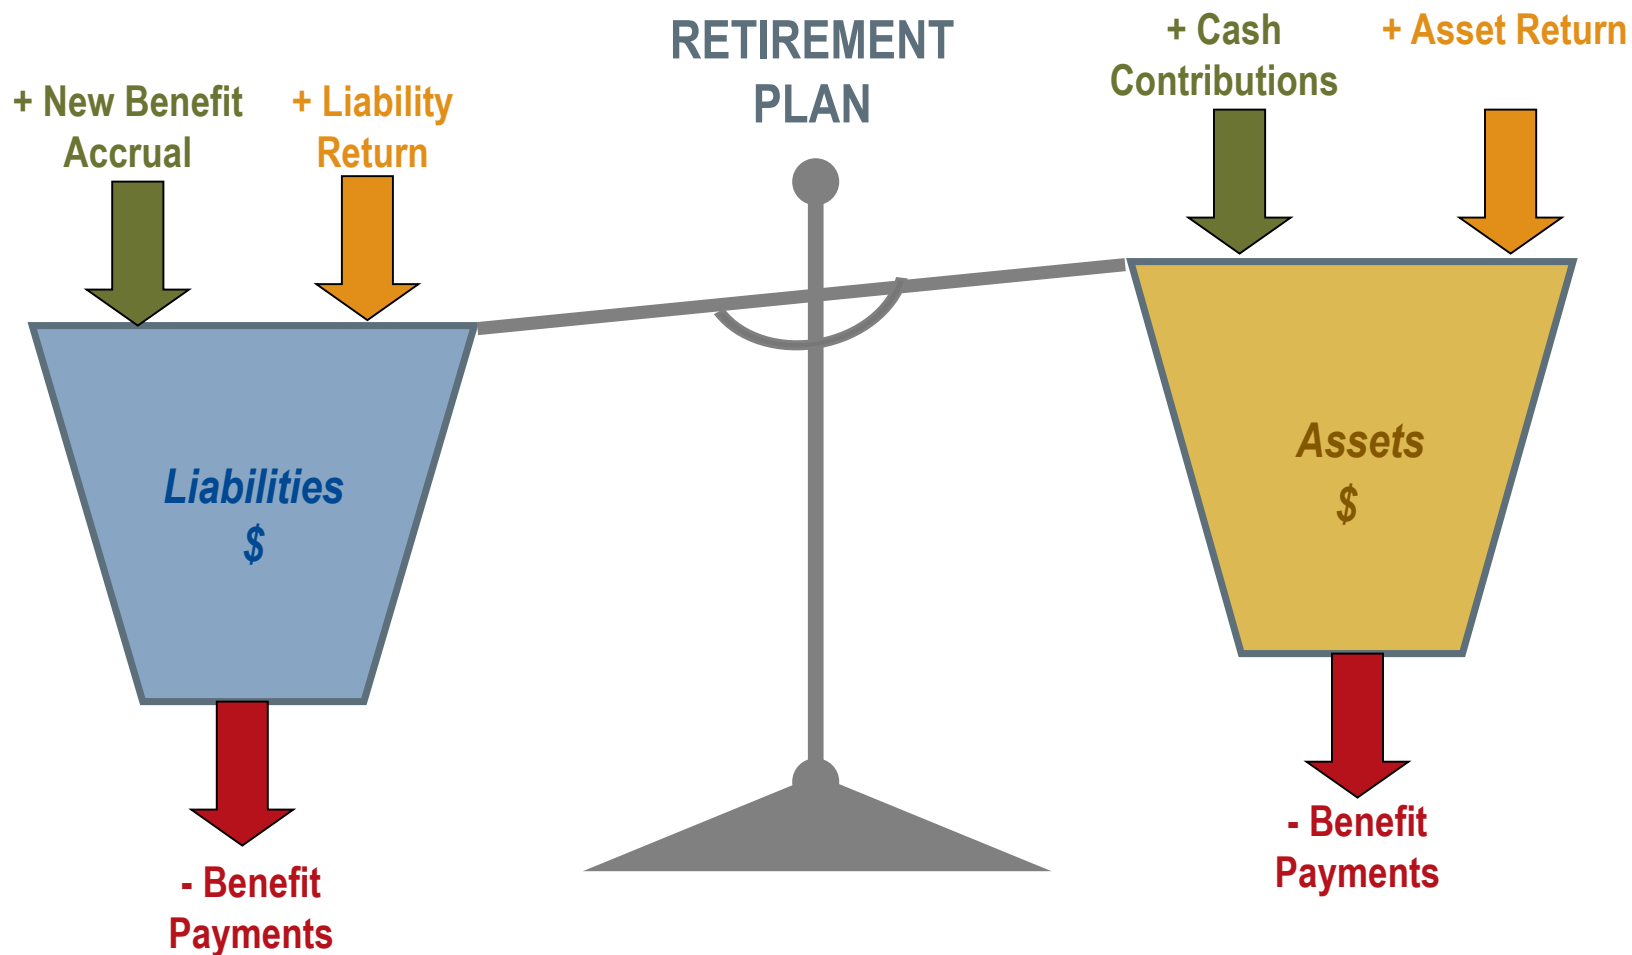 RETIREMENT
PLAN
+ New Benefit
Accrual
+ Liability
Return
+ Cash
Contributions
+ Asset Return
Liabilities
$
Assets
$
- Benefit
Payments
- Benefit
Payments